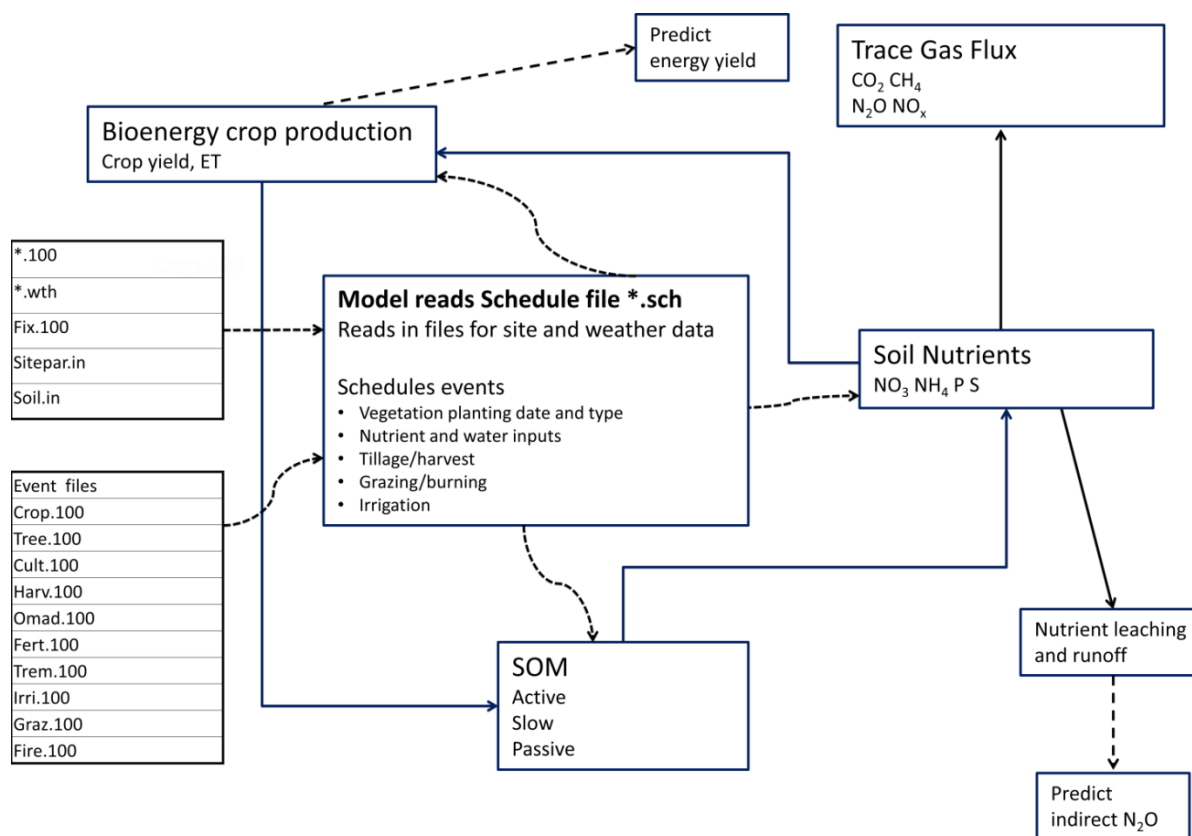 Predict
energy yield
Trace Gas Flux
CO₂ CH₄
N₂O NOₓ
Bioenergy crop production
Crop yield, ET
*.100
*.wth
Fix.100
Sitepar.in
Soil.in
Model reads Schedule file *.sch
Reads in files for site and weather data
Schedules events
• Vegetation planting date and type
• Nutrient and water inputs
• Tillage/harvest
• Grazing/burning
• Irrigation
Soil Nutrients
NO₃ NH₄ P S
Event files
Crop.100
Tree.100
Cult.100
Harv.100
Omad.100
Fert.100
Trem.100
Irri.100
Graz.100
Fire.100
SOM
Active
Slow
Passive
Nutrient leaching
and runoff
Predict
indirect N₂O